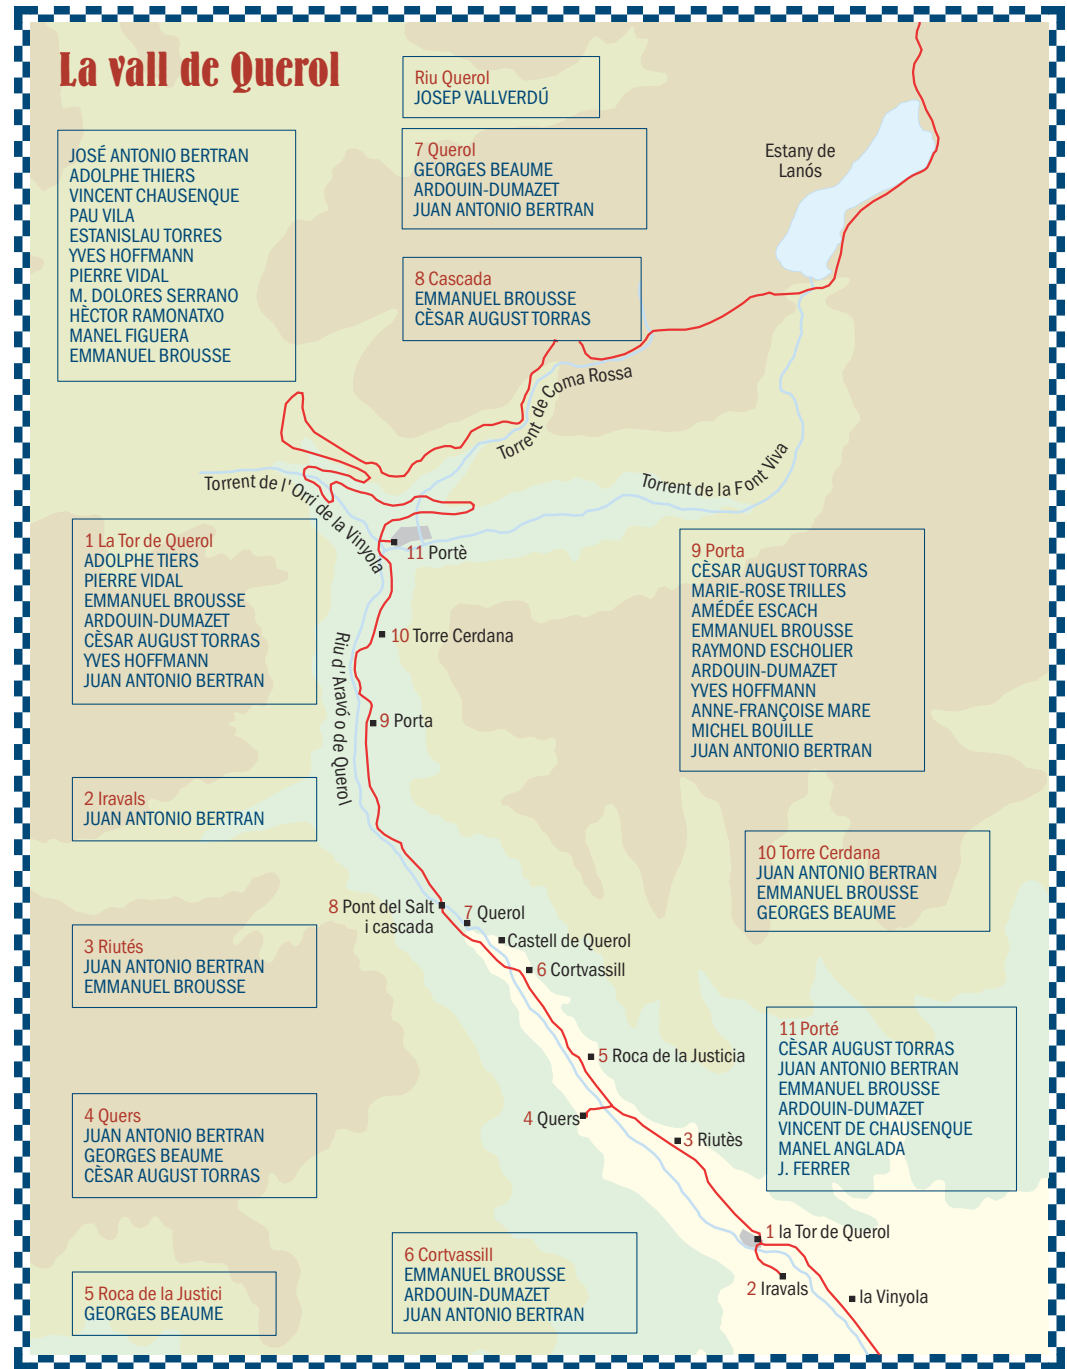 La vall de Querol
Riu Querol
JOSEP VALLVERDÚ
JOSÉ ANTONIO BERTRAN
ADOLPHE THIERS
VINCENT CHAUSENQUE
PAU VILA
ESTANISLAU TORRES
YVES HOFFMANN
PIERRE VIDAL
M. DOLORES SERRANO
HÈCTOR RAMONATXO
MANEL FIGUERA
EMMANUEL BROUSSE
7 Querol
GEORGES BEAUME
ARDOUIN-DUMAZET
JUAN ANTONIO BERTRAN
8 Cascada
EMMANUEL BROUSSE
CÈSAR AUGUST TORRAS
Estany de
Lanós
Torrent de Coma Rossa
Torrent de la Font Viva
Torrent de l'Orri de la Vinyola
11 Portè
10 Torre Cerdana
Riu d'Aravó o de Querol
9 Porta
1 La Tor de Querol
ADOLPHE TIERS
PIERRE VIDAL
EMMANUEL BROUSSE
ARDOUIN-DUMAZET
CÈSAR AUGUST TORRAS
YVES HOFFMANN
JUAN ANTONIO BERTRAN
9 Porta
CÈSAR AUGUST TORRAS
MARIE-ROSE TRILLES
AMÉDÉE ESCACH
EMMANUEL BROUSSE
RAYMOND ESCHOLIER
ARDOUIN-DUMAZET
YVES HOFFMANN
ANNE-FRANÇOISE MARE
MICHEL BOUILLE
JUAN ANTONIO BERTRAN
2 Iravals
JUAN ANTONIO BERTRAN
10 Torre Cerdana
JUAN ANTONIO BERTRAN
EMMANUEL BROUSSE
GEORGES BEAUME
8 Pont del Salt
i cascada
7 Querol
Castell de Querol
6 Cortvassill
3 Riutés
JUAN ANTONIO BERTRAN
EMMANUEL BROUSSE
5 Roca de la Justicia
4 Quers
3 Riutès
11 Porté
CÈSAR AUGUST TORRAS
JUAN ANTONIO BERTRAN
EMMANUEL BROUSSE
ARDOUIN-DUMAZET
VINCENT DE CHAUSENQUE
MANEL ANGLADA
J. FERRER
4 Quers
JUAN ANTONIO BERTRAN
GEORGES BEAUME
CÈSAR AUGUST TORRAS
1 la Tor de Querol
2 Iravals
la Vinyola
6 Cortvassill
EMMANUEL BROUSSE
ARDOUIN-DUMAZET
JUAN ANTONIO BERTRAN
5 Roca de la Justici
GEORGES BEAUME